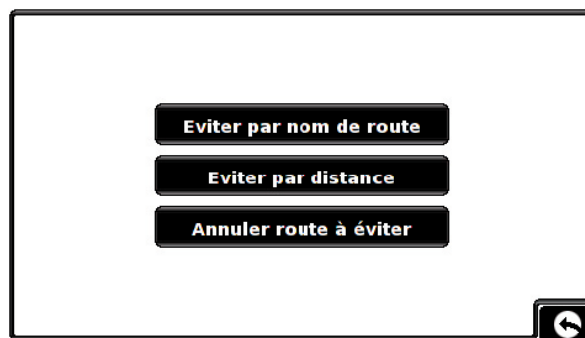 Eviter par nom de route
Eviter par distance
Annuler route à éviter